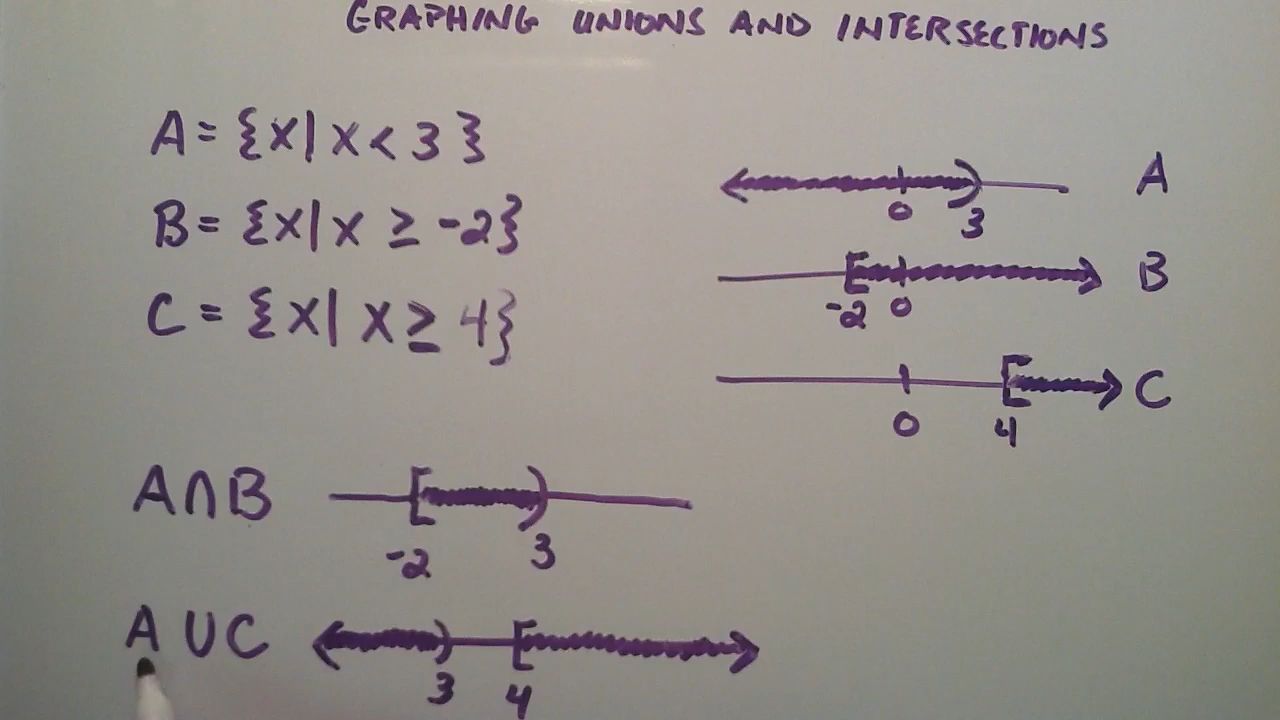 GRAPHING UNIONS AND INTERSECTIONS
A = {x | x < 3}
B = {x | x ≥ -2}
C = {x | x ≥ 4}
0 3 A
-2 0 B
0 4 C
A∩B
-2 3
A∪C
3 4